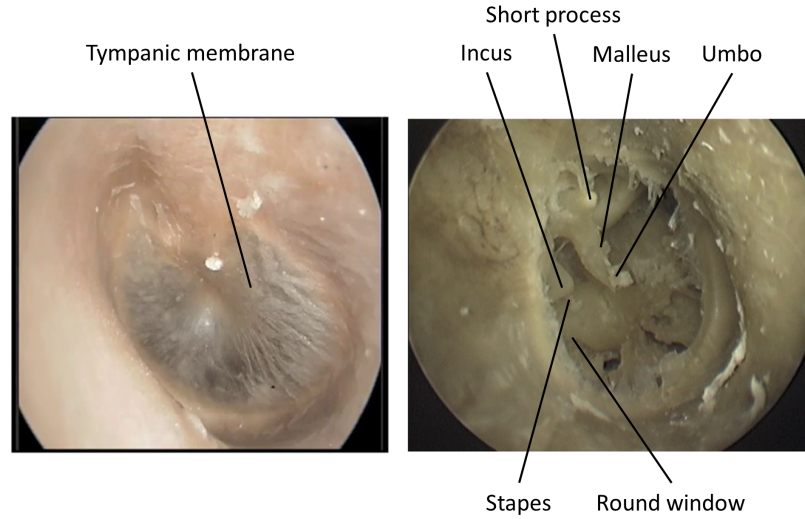 Short process
Tympanic membrane
Incus
Malleus
Umbo
Stapes
Round window